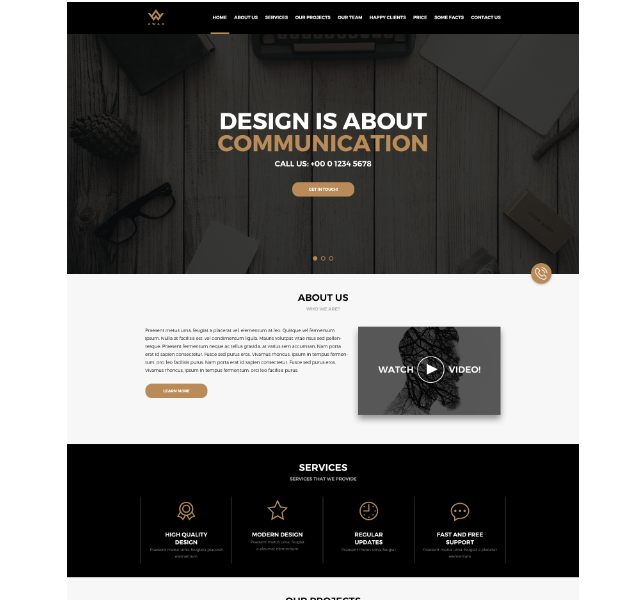 AWAD
HOME ABOUT US SERVICES OUR PROJECTS OUR TEAM HAPPY CLIENTS PRICE SOME FACTS CONTACT US
DESIGN IS ABOUT
COMMUNICATION
CALL US: +00 0 1234 5678
GET IN TOUCH!
ABOUT US
WHO WE ARE?
Praesent metus urna, feugiat a placerat vel, elementum at leo. Quisque vel fermentum
ipsum. Nulla at facilisis est, vel condimentum ligula. Mauris volutpat vitae risus sed pellen-
tesque. Praesent fermentum neque ac tellus gravida, ac varius sem accumsan. Nam porta
erat id sapien consectetur. Fusce sed purus eros. Vivamus rhoncus, ipsum in tempus fermen-
tum, orci leo facilisis purus. Nam porta erat id sapien consectetur. Fusce sed purus eros.
Vivamus rhoncus, ipsum in tempus fermentum, orci leo facilisis purus.
LEARN MORE
WATCH VIDEO!
SERVICES
SERVICES THAT WE PROVIDE
HIGH QUALITY
DESIGN
Praesent metus urna, feugiat a placerat
elementum
MODERN DESIGN
Praesent metus urna, feugiat
a placerat elementum
REGULAR
UPDATES
Praesent metus urna, feugiat
FAST AND FREE
SUPPORT
Praesent metus urna, feugiat a placerat
elementum
OUR PROJECTS